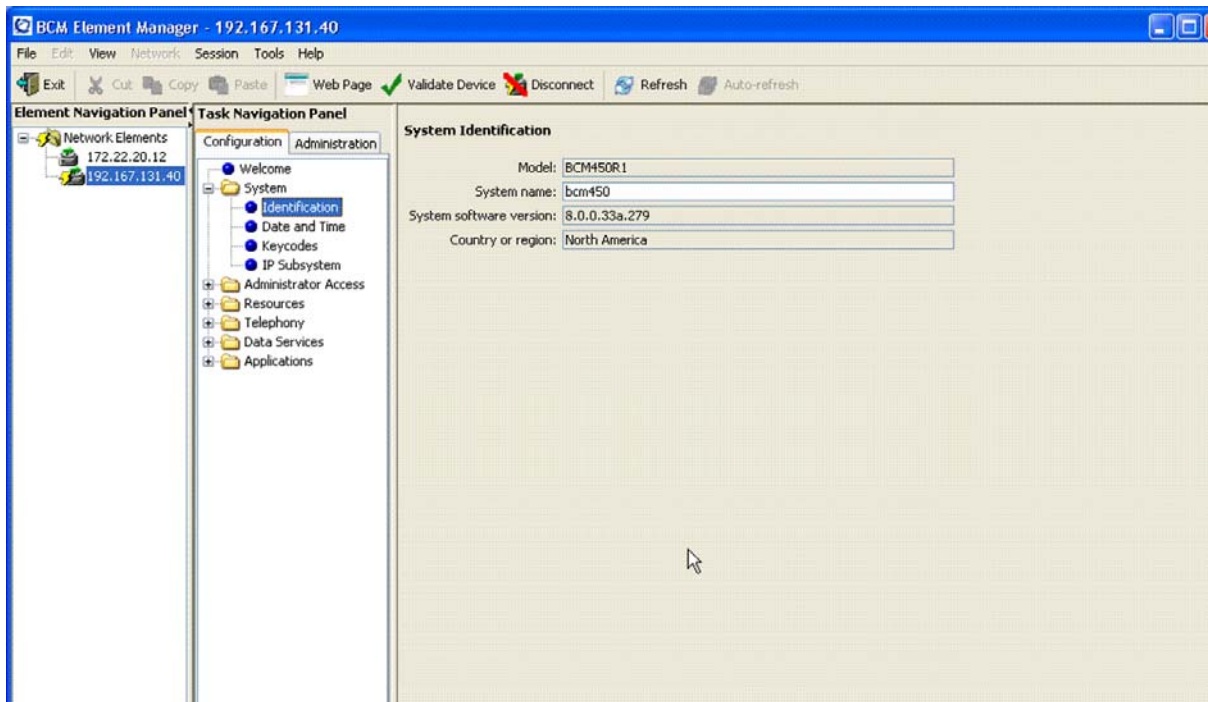 BCM Element Manager - 192.167.131.40
File Edit View Network Session Tools Help
Exit Cut Copy Paste Web Page Validate Device Disconnect Refresh Auto-refresh
Element Navigation Panel
Network Elements
172.22.20.12
192.167.131.40
Task Navigation Panel
Configuration Administration
Welcome
System
Identification
Date and Time
Keycodes
IP Subsystem
Administrator Access
Resources
Telephony
Data Services
Applications
System Identification
Model: BCM450R1
System name: bcm450
System software version: 8.0.0.33a.279
Country or region: North America